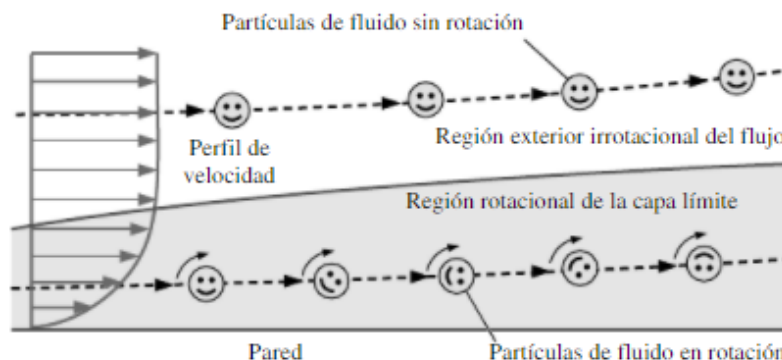 Partículas de fluido sin rotación
Perfil de
velocidad
Región exterior irrotacional del flujo
Región rotacional de la capa límite
Pared
Partículas de fluido en rotación